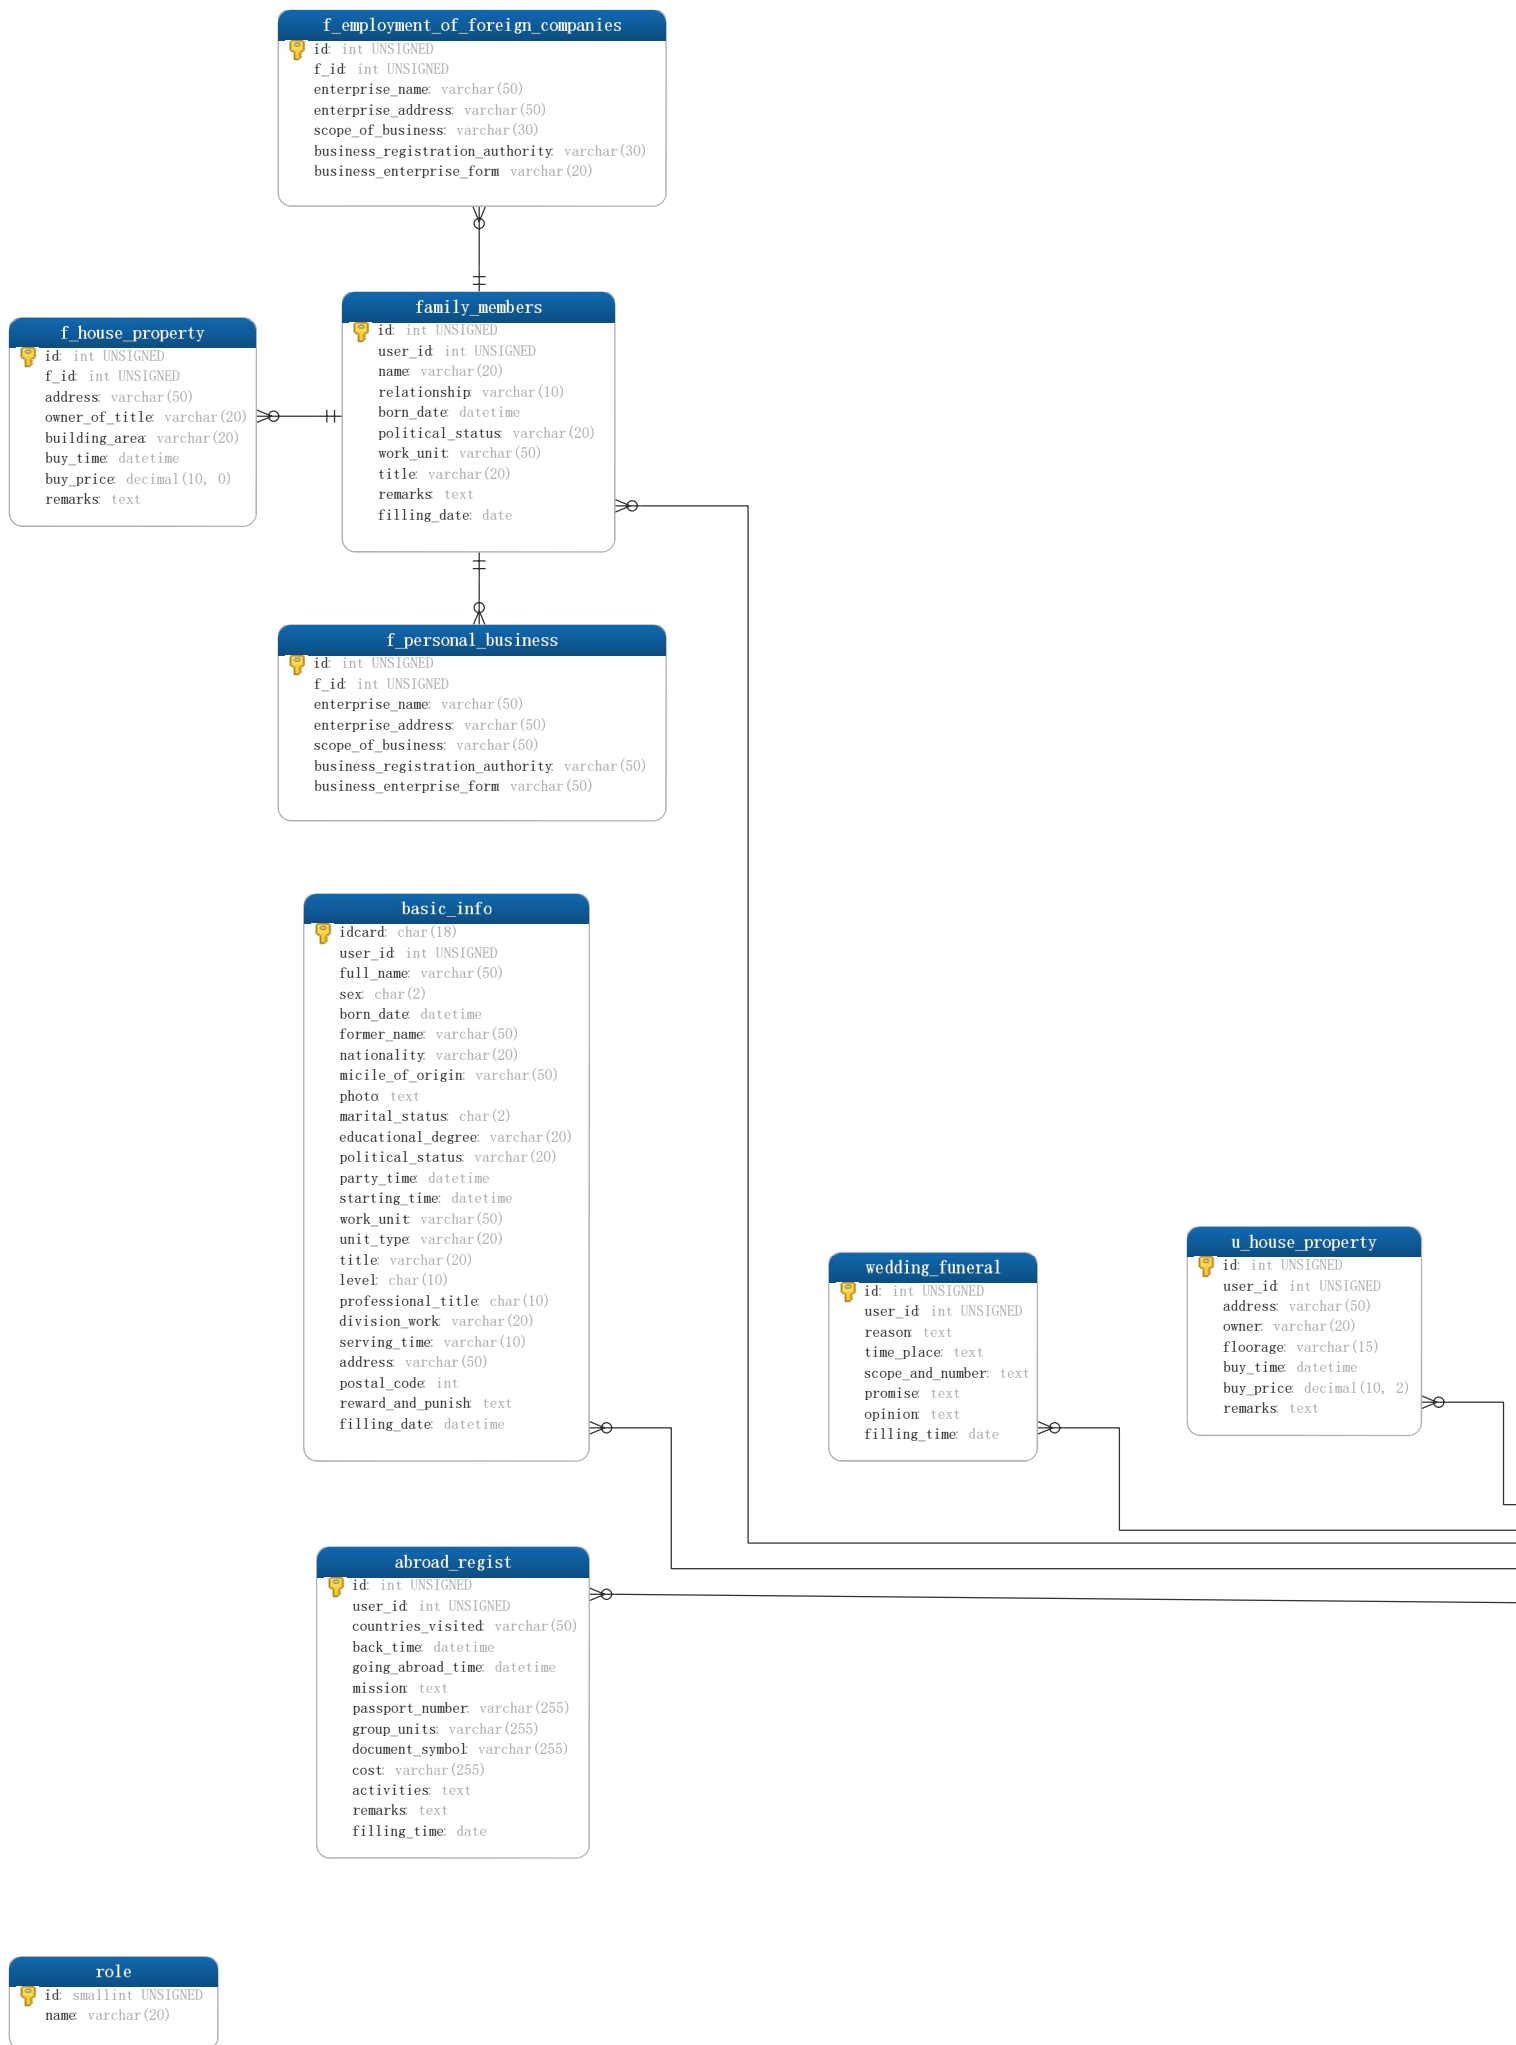 f_employment_of_foreign_companies
id: int UNSIGNED
f_id: int UNSIGNED
enterprise_name: varchar(50)
enterprise_address: varchar(50)
scope_of_business: varchar(30)
business_registration_authority: varchar(30)
business_enterprise_form: varchar(20)
f_house_property
id: int UNSIGNED
f_id: int UNSIGNED
address: varchar(50)
owner_of_title: varchar(20)
building_area: varchar(20)
buy_time: datetime
buy_price: decimal(10, 0)
remarks: text
family_members
id: int UNSIGNED
user_id: int UNSIGNED
name: varchar(20)
relationship: varchar(10)
born_date: datetime
political_status: varchar(20)
work_unit: varchar(50)
title: varchar(20)
remarks: text
filling_date: date
f_personal_business
id: int UNSIGNED
f_id: int UNSIGNED
enterprise_name: varchar(50)
enterprise_address: varchar(50)
scope_of_business: varchar(50)
business_registration_authority: varchar(50)
business_enterprise_form: varchar(50)
basic_info
idcard: char(18)
user_id: int UNSIGNED
full_name: varchar(50)
sex: char(2)
born_date: datetime
former_name: varchar(50)
nationality: varchar(20)
micile_of_origin: varchar(50)
photo: text
marital_status: char(2)
educational_degree: varchar(20)
political_status: varchar(20)
party_time: datetime
starting_time: datetime
work_unit: varchar(50)
unit_type: varchar(20)
title: varchar(20)
level: char(10)
professional_title: char(10)
division_work: varchar(20)
serving_time: varchar(10)
address: varchar(50)
postal_code: int
reward_and_punish: text
filling_date: datetime
wedding_funeral
id: int UNSIGNED
user_id: int UNSIGNED
reason: text
time_place: text
scope_and_number: text
promise: text
opinion: text
filling_time: date
u_house_property
id: int UNSIGNED
user_id: int UNSIGNED
address: varchar(50)
owner: varchar(20)
floorage: varchar(15)
buy_time: datetime
buy_price: decimal(10, 2)
remarks: text
abroad_regist
id: int UNSIGNED
user_id: int UNSIGNED
countries_visited: varchar(50)
back_time: datetime
going_abroad_time: datetime
mission: text
passport_number: varchar(255)
group_units: varchar(255)
document_symbol: varchar(255)
cost: varchar(255)
activities: text
remarks: text
filling_time: date
role
id: smallint UNSIGNED
name: varchar(20)